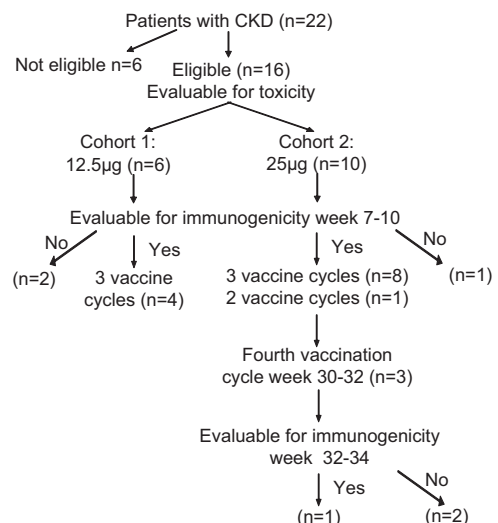 Patients with CKD (n=22)
Not eligible n=6
Eligible (n=16)
Evaluable for toxicity
Cohort 1:
12.5µg (n=6)
Cohort 2:
25µg (n=10)
Evaluable for immunogenicity week 7-10
No
Yes
Yes
No
(n=2)
3 vaccine
cycles (n=4)
3 vaccine cycles (n=8)
2 vaccine cycles (n=1)
(n=1)
Fourth vaccination
cycle week 30-32 (n=3)
Evaluable for immunogenicity
week 32-34
Yes
No
(n=1)
(n=2)